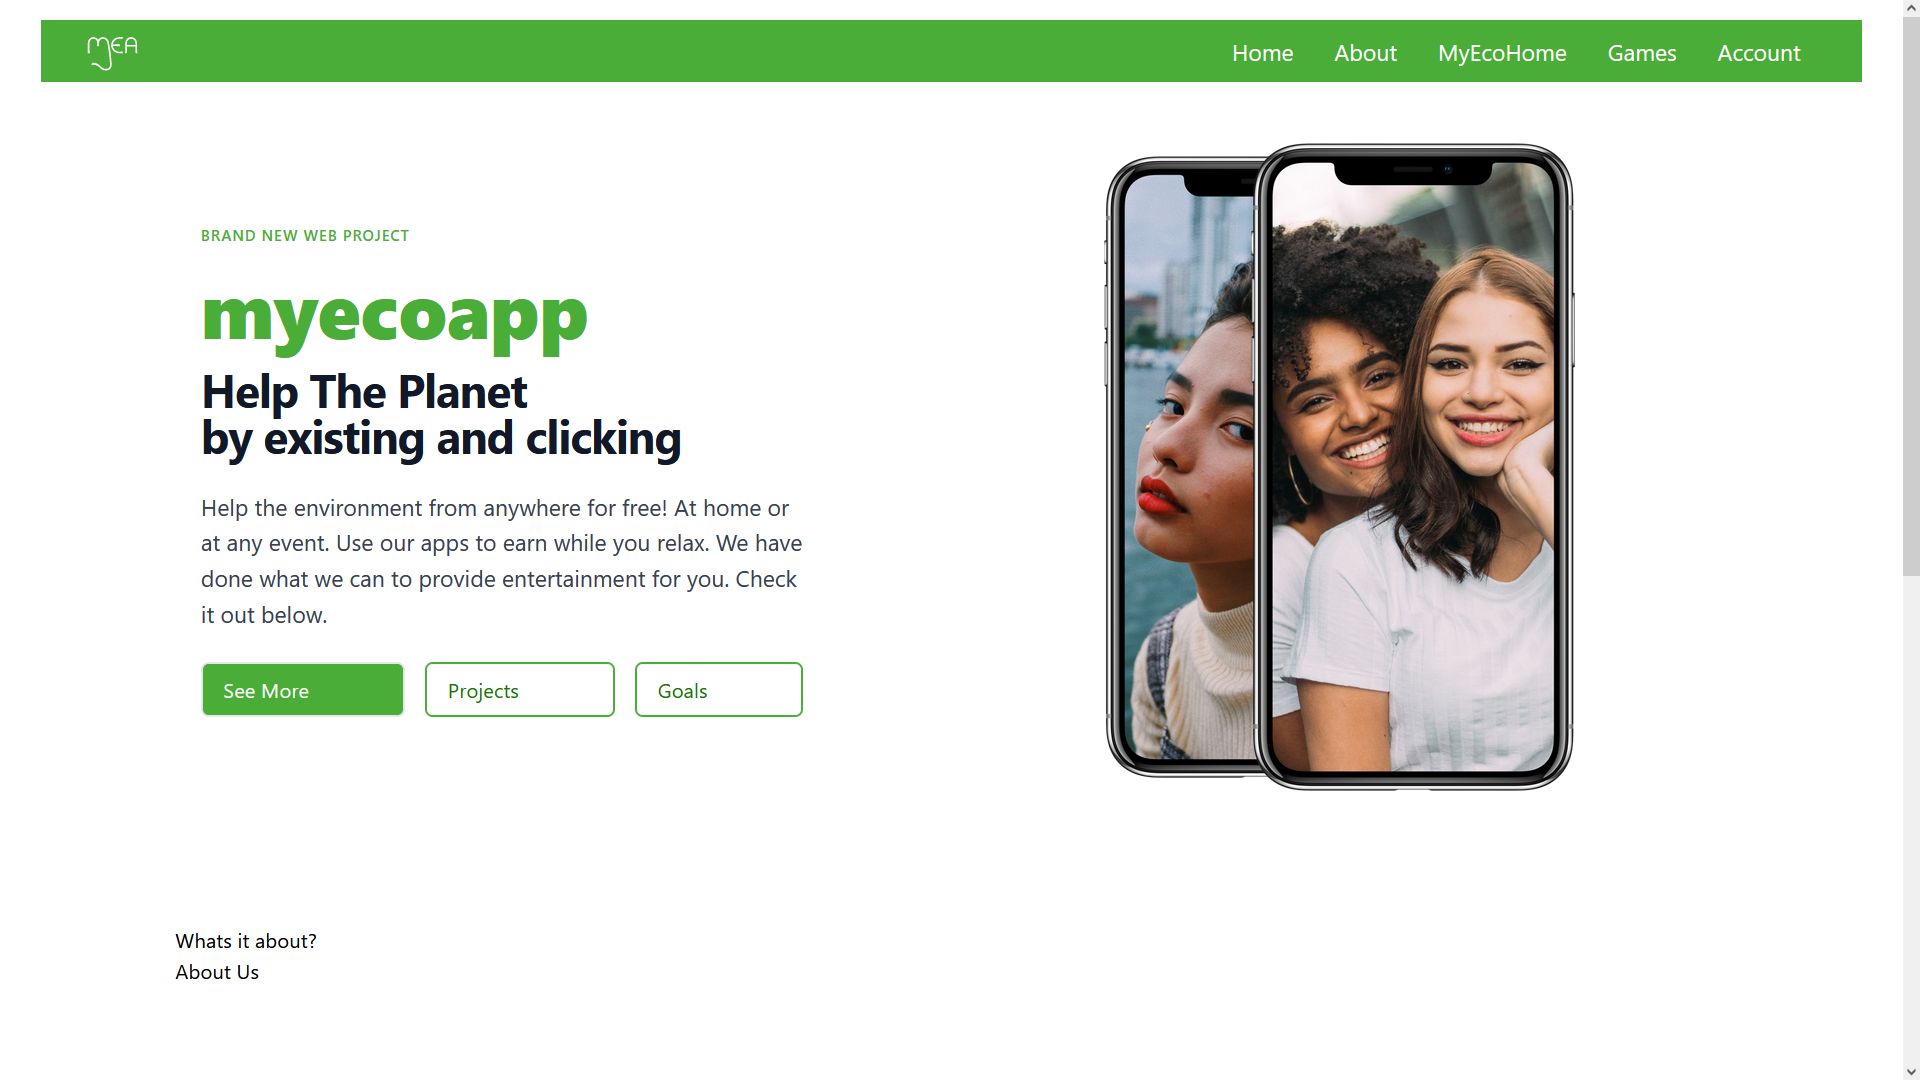 MEA
Home About MyEcoHome Games Account
BRAND NEW WEB PROJECT
myecoapp
Help The Planet
by existing and clicking
Help the environment from anywhere for free! At home or
at any event. Use our apps to earn while you relax. We have
done what we can to provide entertainment for you. Check
it out below.
See More Projects Goals
Whats it about?
About Us